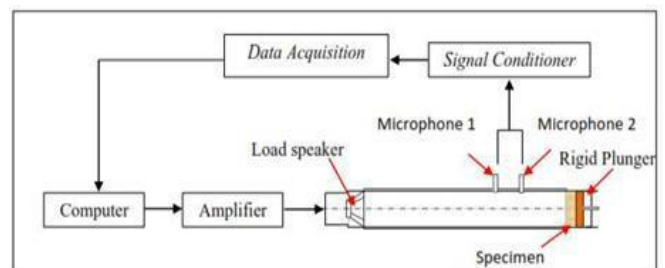 Data Acquisition
Signal Conditioner
Microphone 1
Microphone 2
Load speaker
Rigid Plunger
Computer
Amplifier
Specimen